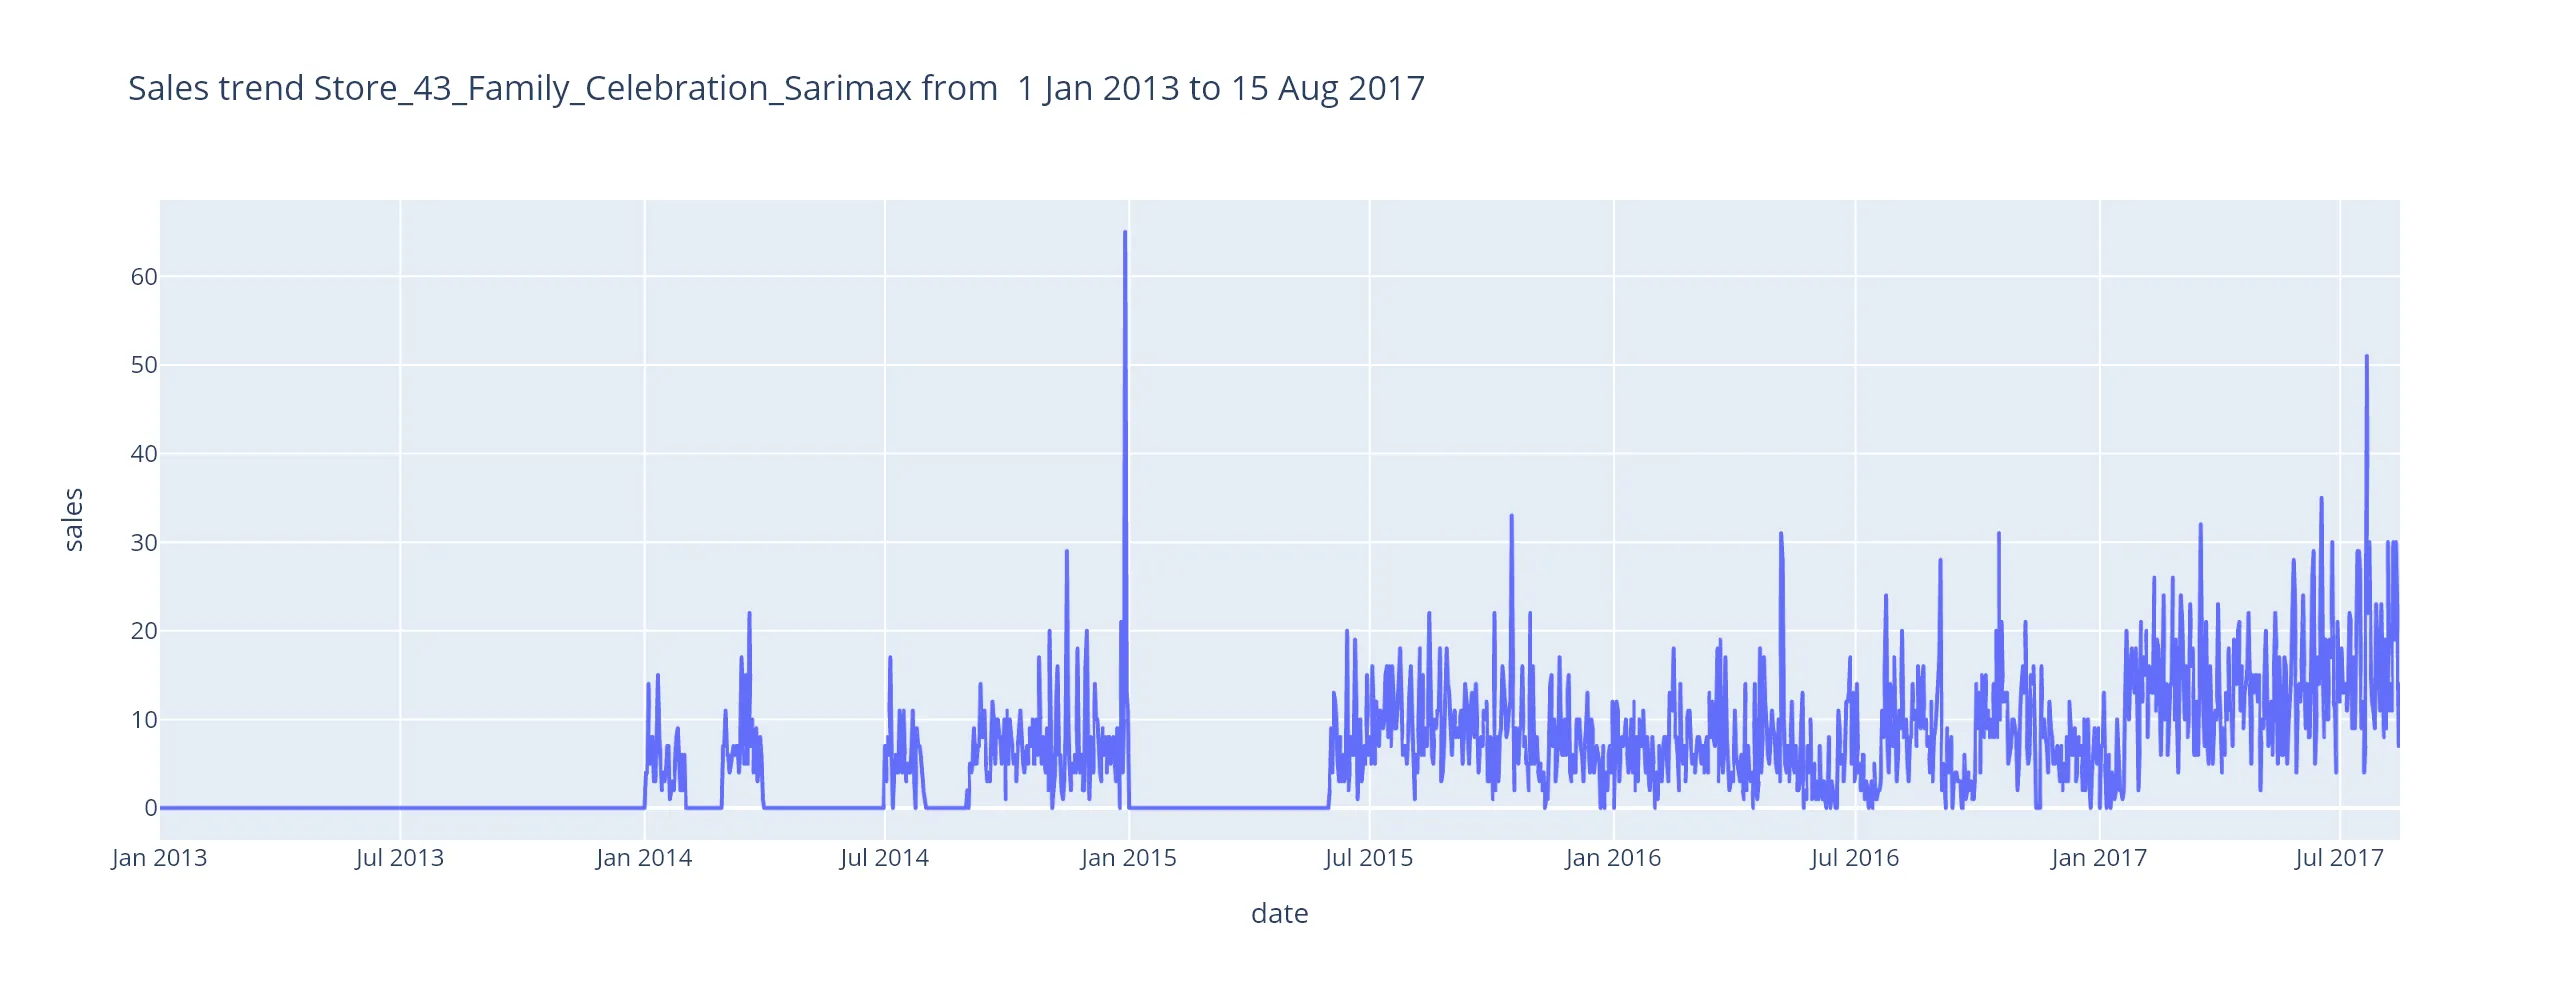 Sales trend Store_43_Family_Celebration_Sarimax from  1 Jan 2013 to 15 Aug 2017
60
50
40
30
20
10
0
sales
Jan 2013
Jul 2013
Jan 2014
Jul 2014
Jan 2015
Jul 2015
Jan 2016
Jul 2016
Jan 2017
Jul 2017
date